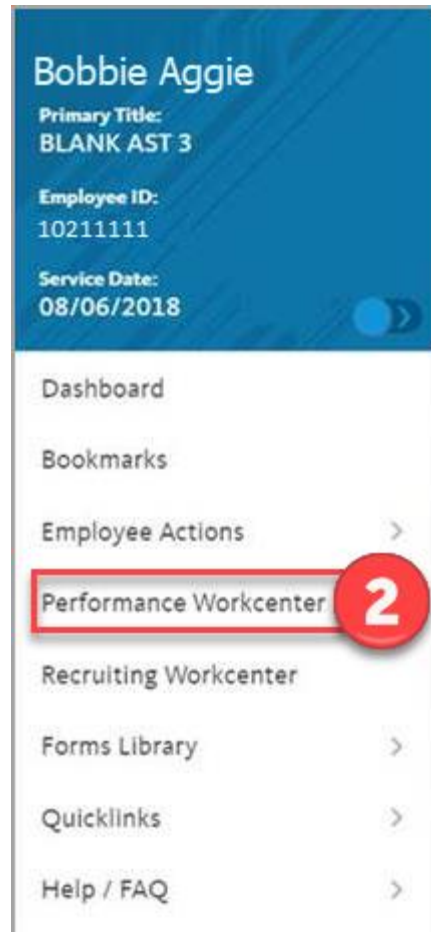 Bobbie Aggie
Primary Title:
BLANK AST 3
Employee ID:
10211111
Service Date:
08/06/2018
Dashboard
Bookmarks
Employee Actions
Performance Workcenter 2
Recruiting Workcenter
Forms Library
Quicklinks
Help / FAQ